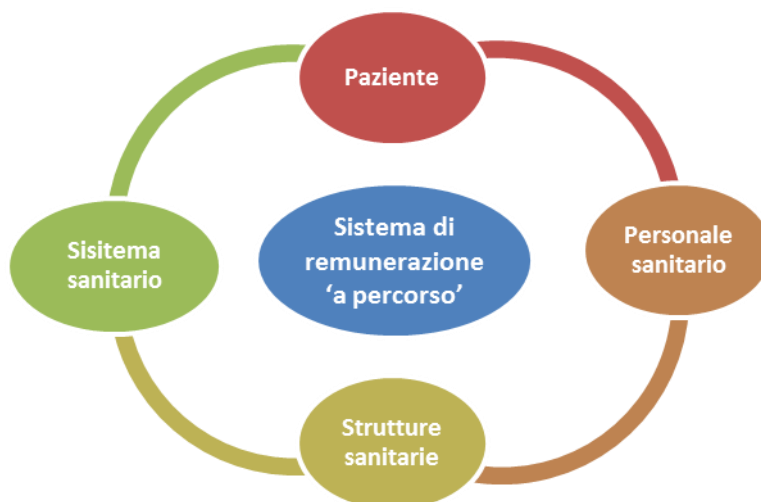 Paziente
Sisitema
sanitario
Sistema di
remunerazione
‘a percorso’
Personale
sanitario
Strutture
sanitarie